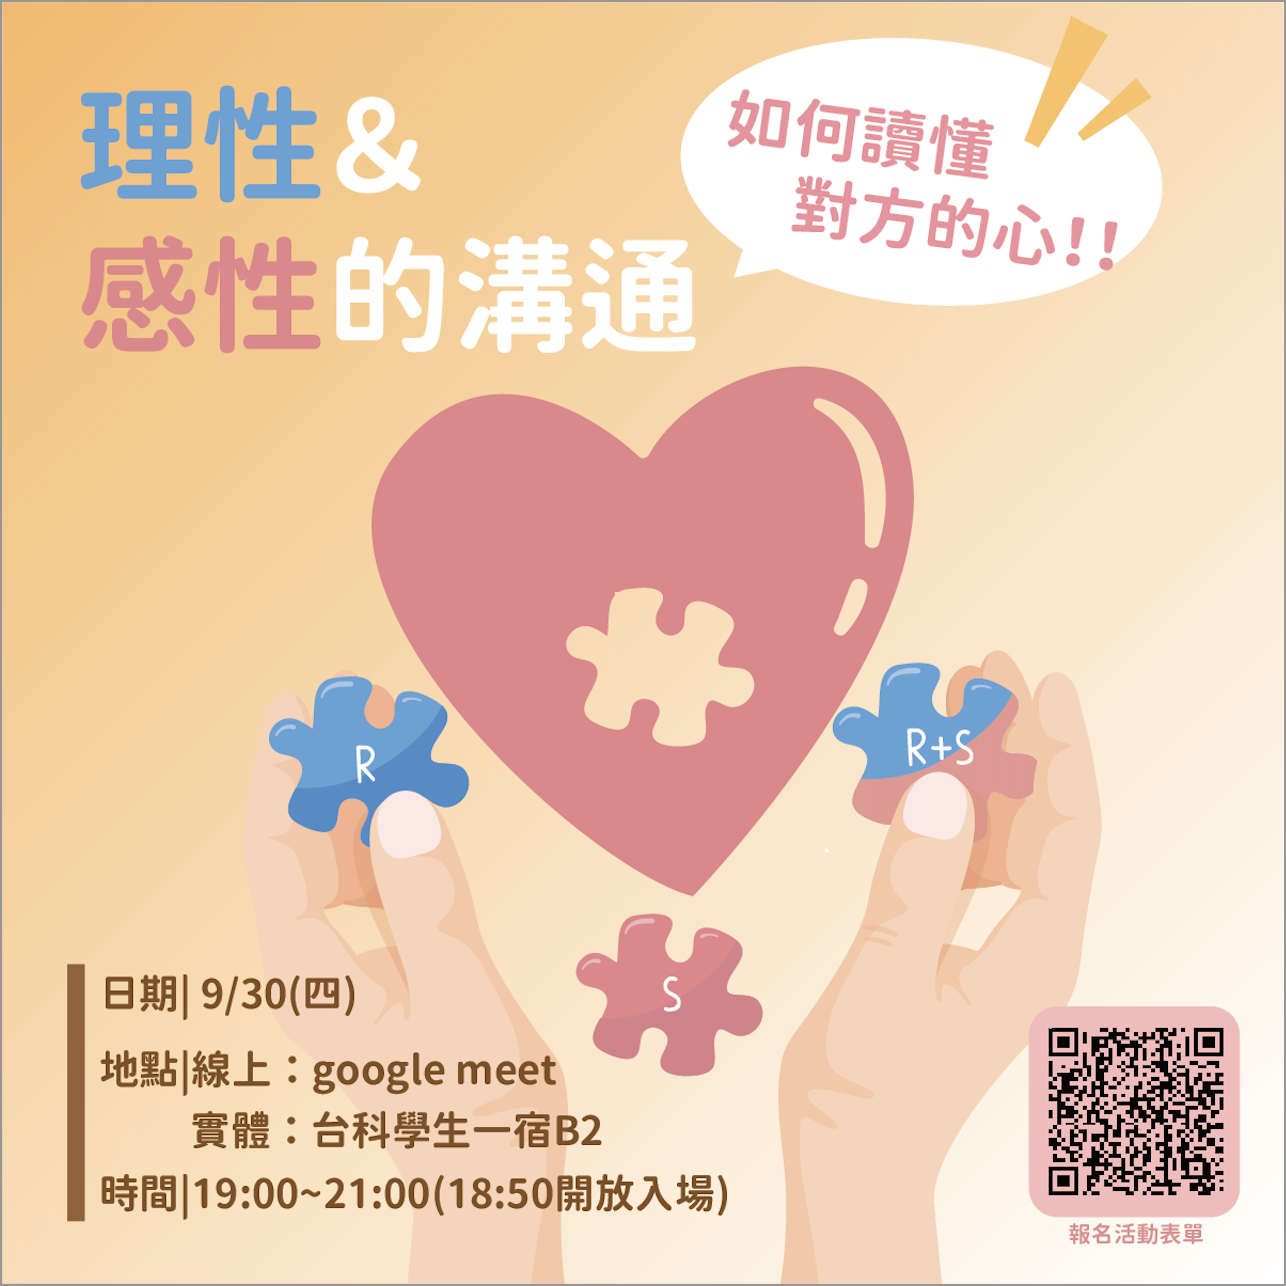 理性&
感性的溝通
如何讀懂
對方的心!!
R
R+S
S
日期| 9/30(四)
地點|線上：google meet
實體：台科學生一宿B2
時間|19:00~21:00(18:50開放入場)
報名活動表單